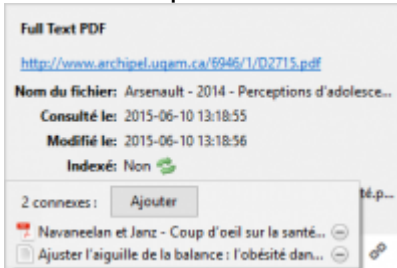 Full Text PDF
http://www.archipel.uqam.ca/6946/1/D2715.pdf
Nom du fichier: Arsenault - 2014 - Perceptions d'adolesce...
Consulté le: 2015-06-10 13:18:55
Modifié le: 2015-06-10 13:18:56
Indexé: Non
té.p...
2 connexes : Ajouter
Navaneelan et Janz - Coup d'oeil sur la santé...
Ajuster l'aiguille de la balance : l'obésité dan...